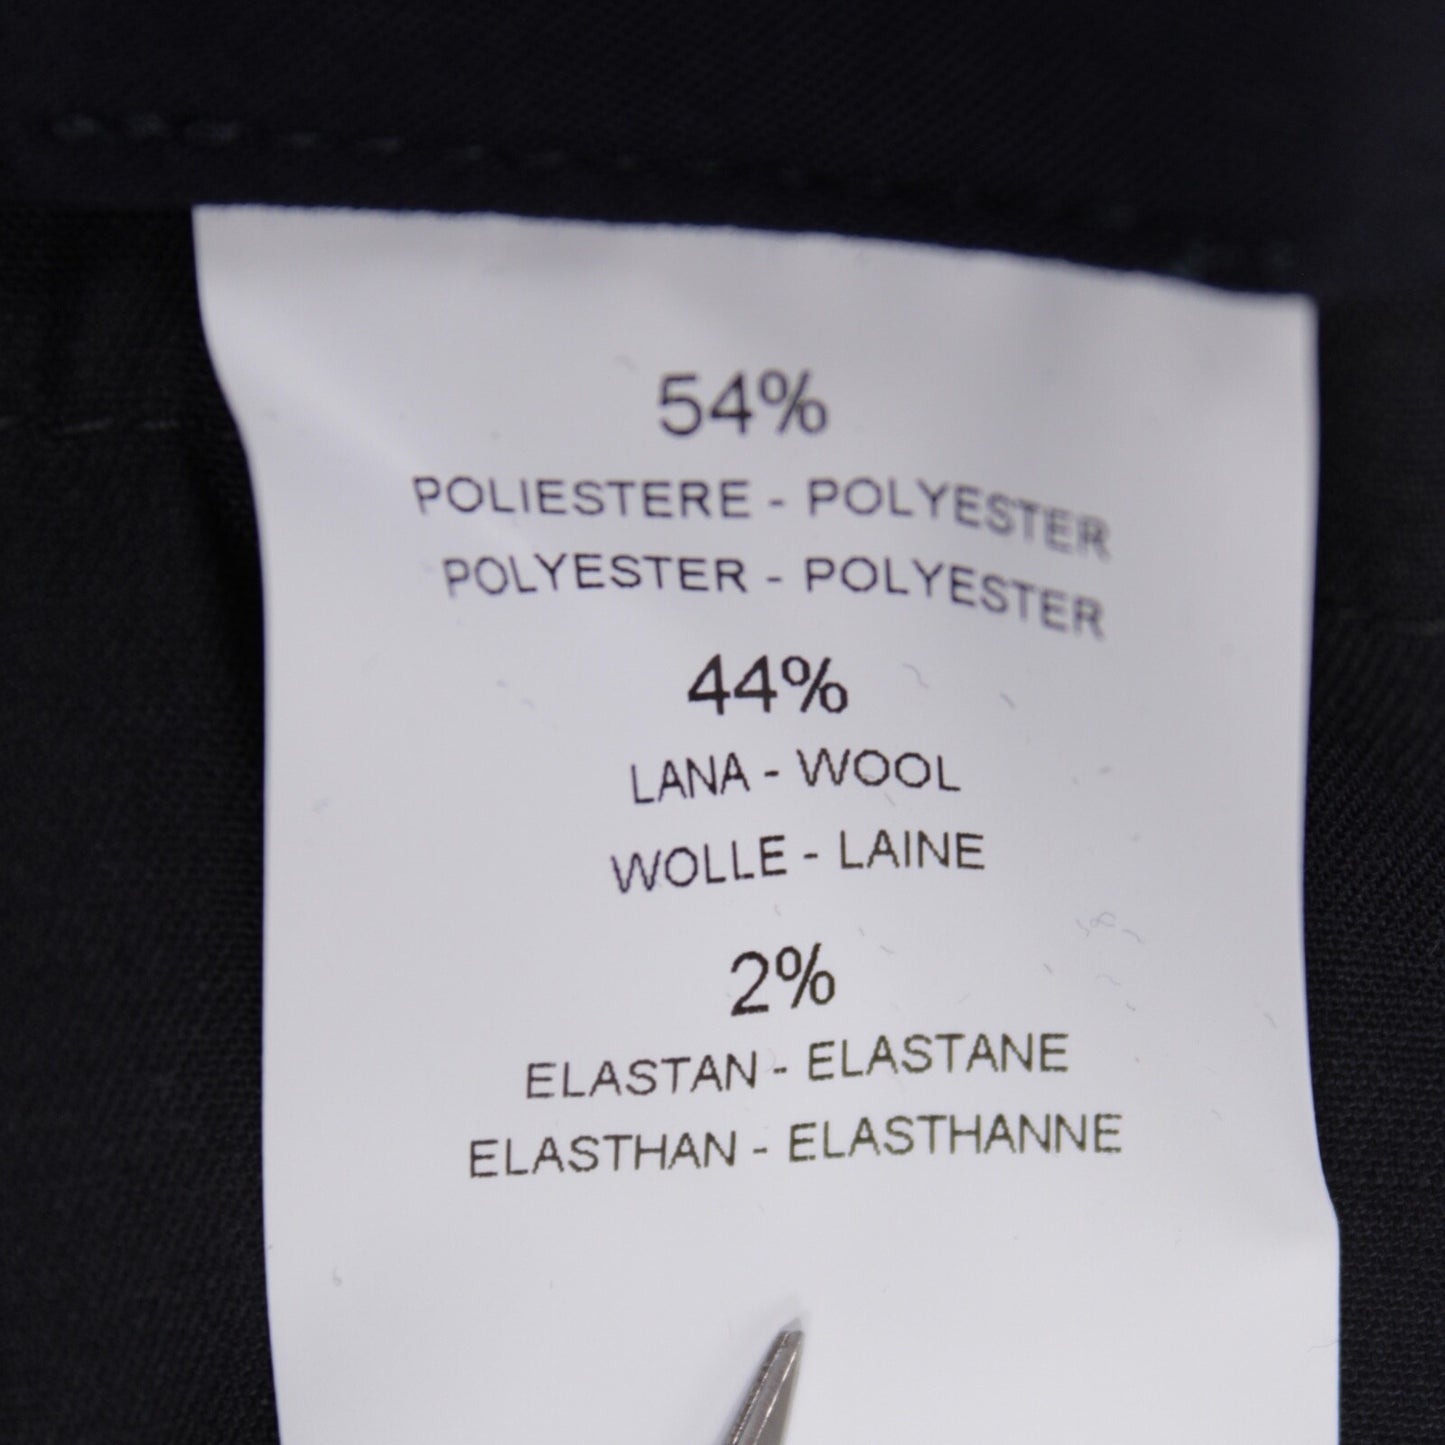 54%
POLIESTERE - POLYESTER
POLYESTER - POLYESTER
44%
LANA - WOOL
WOLLE - LAINE
2%
ELASTAN - ELASTANE
ELASTHAN - ELASTHANNE